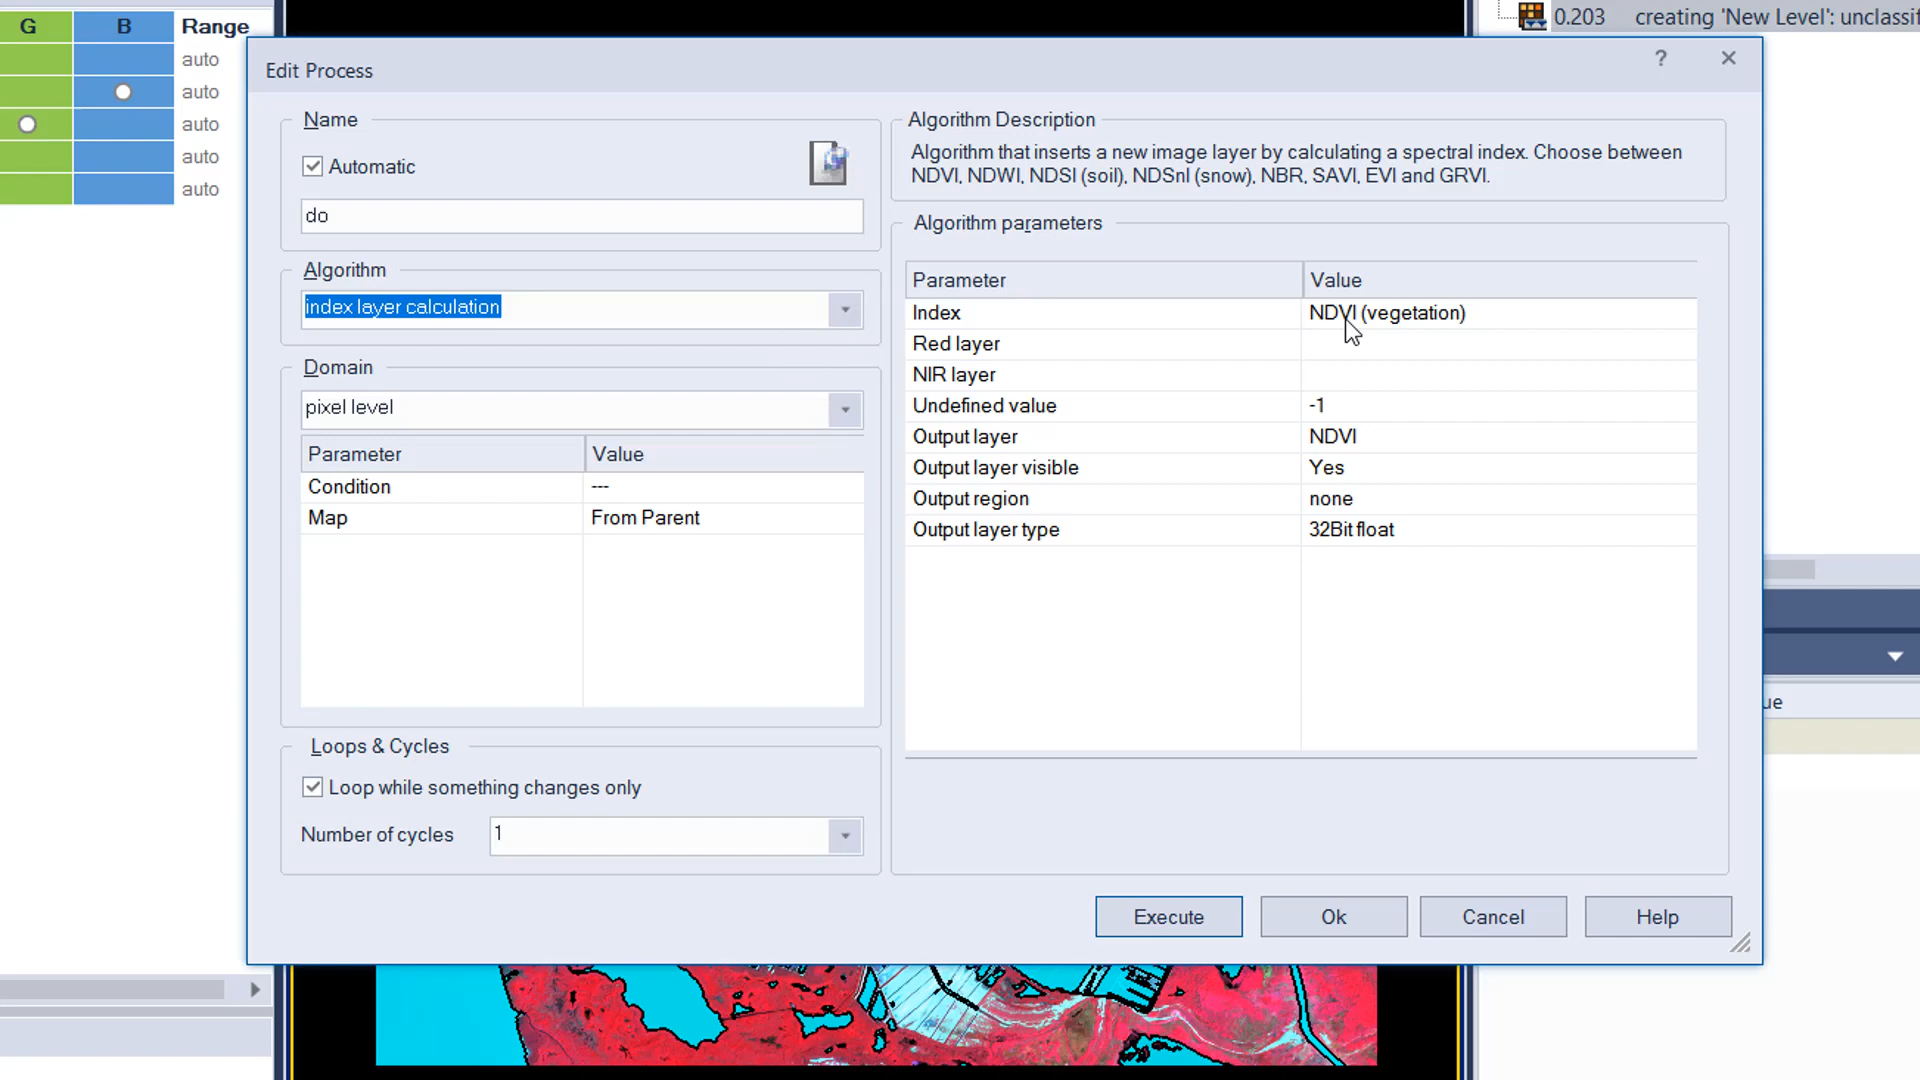 G B Range
auto
auto
auto
auto
auto
0.203 creating 'New Level': unclassifi
Edit Process
? ×
Name
Automatic
do
Algorithm
index layer calculation
Domain
pixel level
Parameter Value
Condition ---
Map From Parent
Loops & Cycles
Loop while something changes only
Number of cycles 1
Algorithm Description
Algorithm that inserts a new image layer by calculating a spectral index. Choose between
NDVI, NDWI, NDSI (soil), NDSnI (snow), NBR, SAVI, EVI and GRVI.
Algorithm parameters
Parameter Value
Index NDVI (vegetation)
Red layer
NIR layer
Undefined value -1
Output layer NDVI
Output layer visible Yes
Output region none
Output layer type 32Bit float
Execute Ok Cancel Help
ue